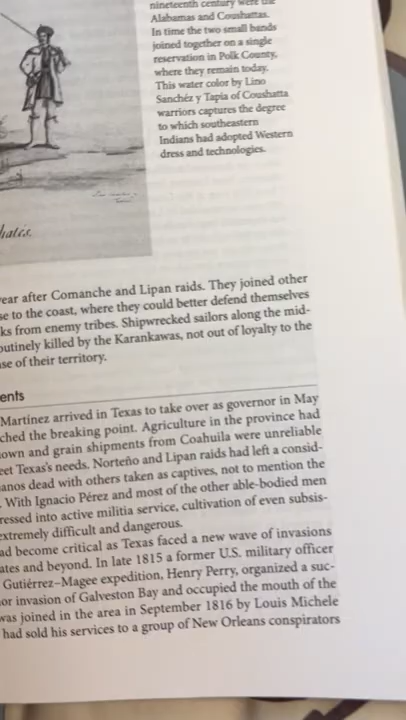 nineteenth century were the
Alabamas and Coushattas.
In time the two small bands
joined together on a single
reservation in Polk County,
where they remain today.
This water color by Lino
Sanchéz y Tapia of Coushatta
warriors captures the degree
to which southeastern
Indians had adopted Western
dress and technologies.
hatés.
ear after Comanche and Lipan raids. They joined other
se to the coast, where they could better defend themselves
ks from enemy tribes. Shipwrecked sailors along the mid-
outinely killed by the Karankawas, not out of loyalty to the
se of their territory.
ents
Martínez arrived in Texas to take over as governor in May
ched the breaking point. Agriculture in the province had
own and grain shipments from Coahuila were unreliable
eet Texas's needs. Norteño and Lipan raids had left a consid-
anos dead with others taken as captives, not to mention the
. With Ignacio Pérez and most of the other able-bodied men
ressed into active militia service, cultivation of even subsis-
extremely difficult and dangerous.
ad become critical as Texas faced a new wave of invasions
ates and beyond. In late 1815 a former U.S. military officer
Gutiérrez–Magee expedition, Henry Perry, organized a suc-
or invasion of Galveston Bay and occupied the mouth of the
was joined in the area in September 1816 by Louis Michele
had sold his services to a group of New Orleans conspirators